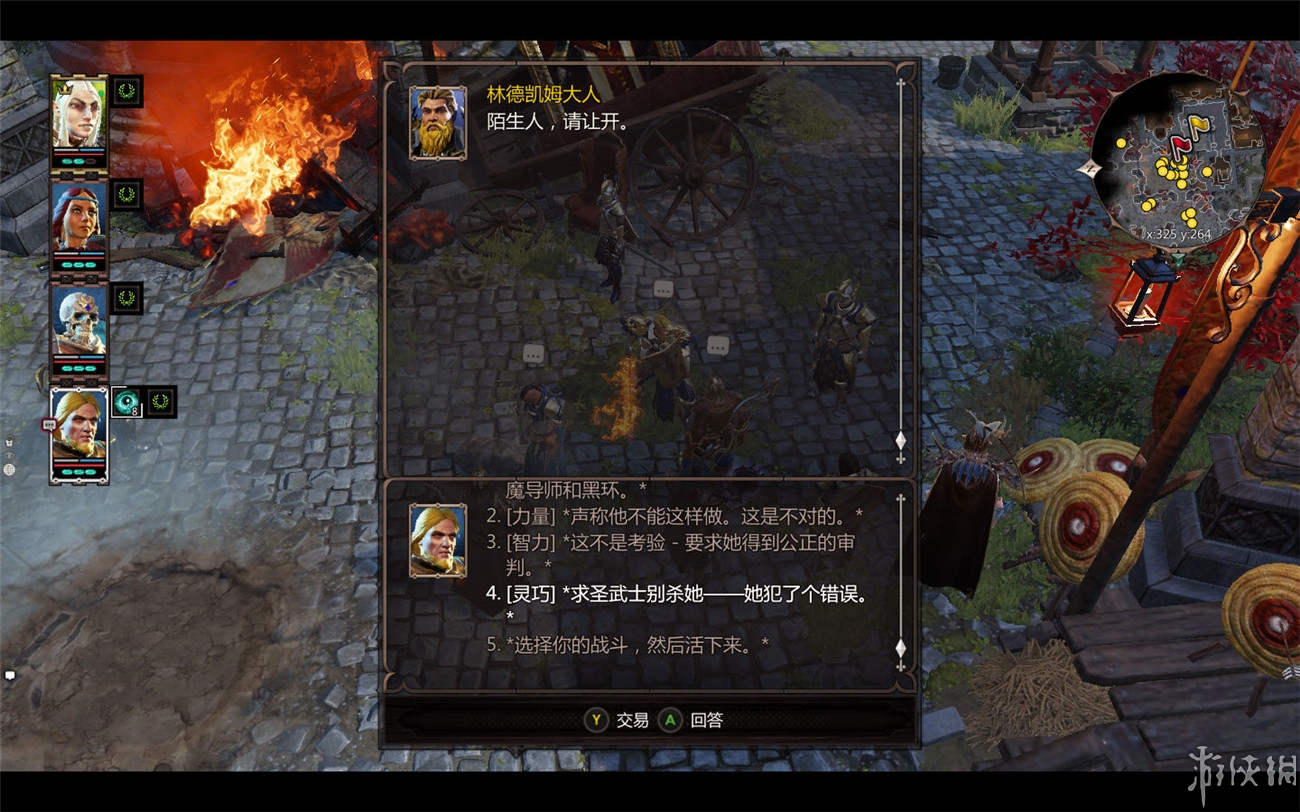 林德凯姆大人
陌生人，请让开。
x:325 y:264
8
魔导师和黑环。*
2. [力量] *声称他不能这样做。这是不对的。*
3. [智力] *这不是考验 - 要求她得到公正的审
判。*
4. [灵巧] *求圣武士别杀她——她犯了个错误。
*
5. *选择你的战斗，然后活下来。*
Y 交易 A 回答
游侠网